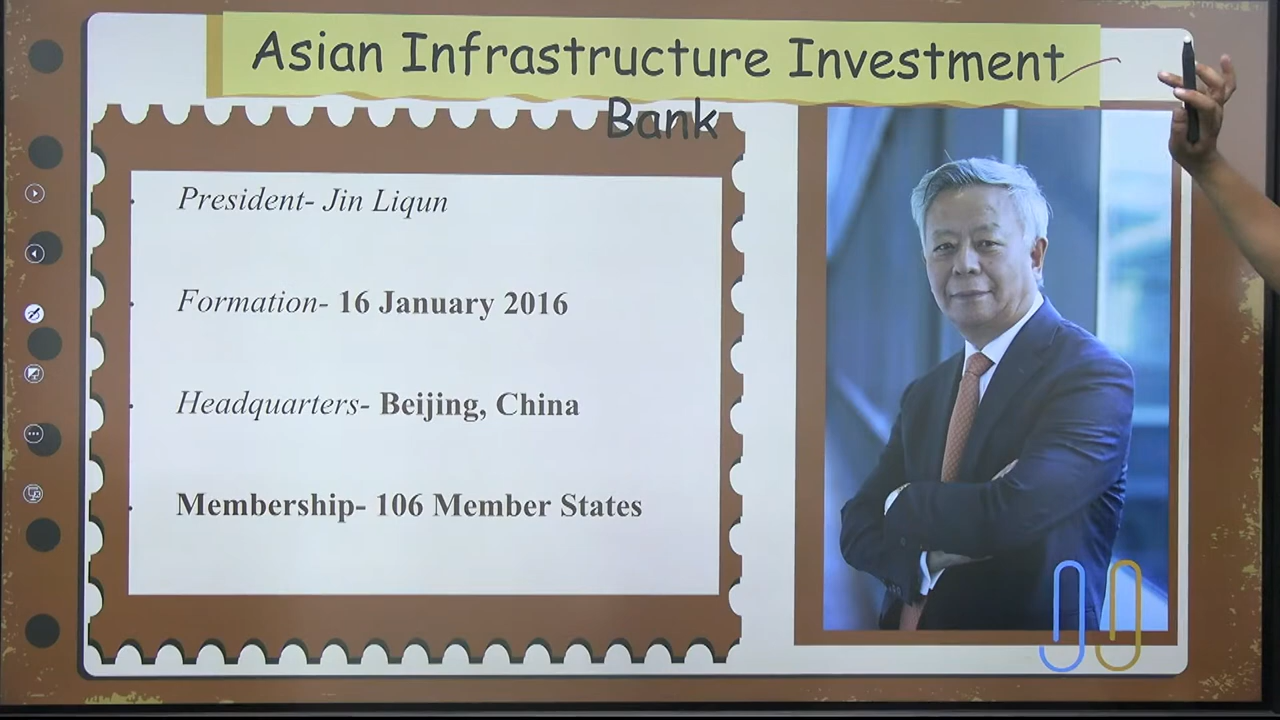 Asian Infrastructure Investment
Bank
President- Jin Liqun
Formation- 16 January 2016
Headquarters- Beijing, China
Membership- 106 Member States